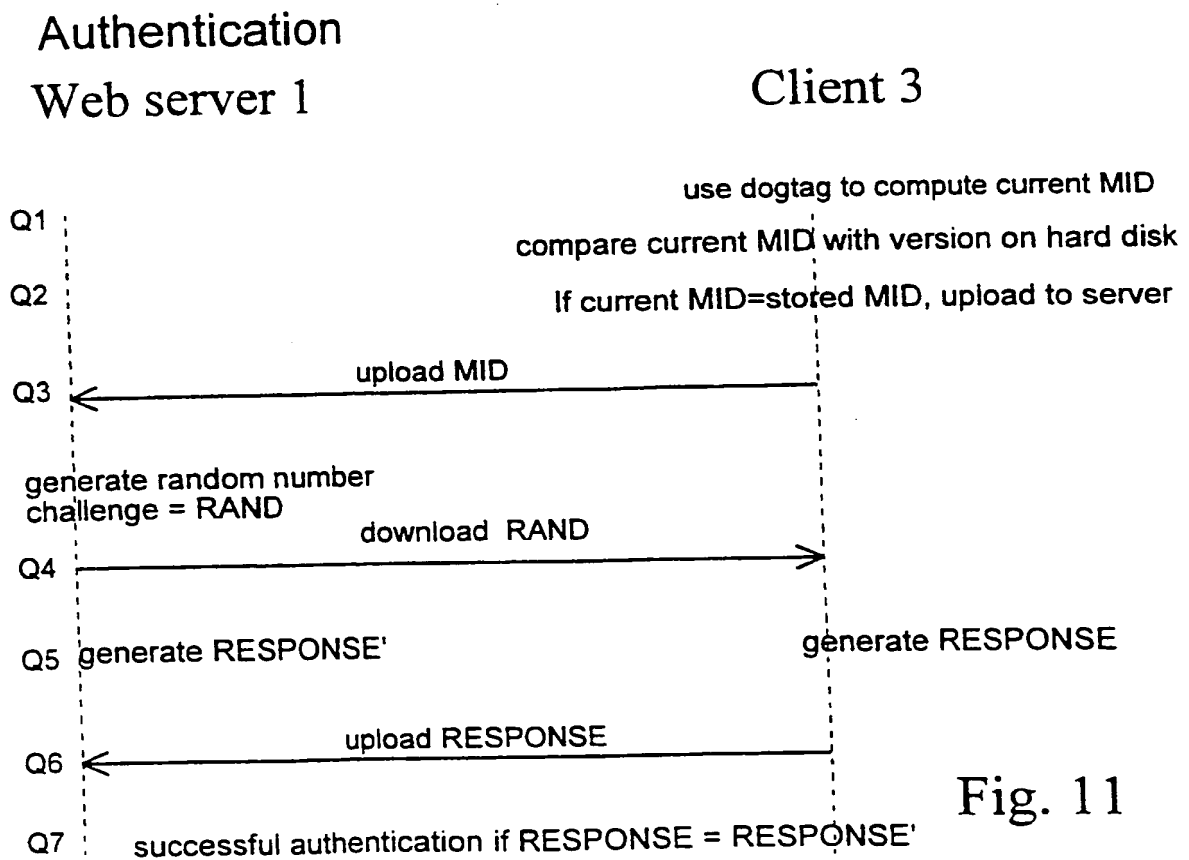 Authentication
Web server 1
Client 3
use dogtag to compute current MID
Q1
compare current MID with version on hard disk
Q2
If current MID=stored MID, upload to server
upload MID
Q3
generate random number
challenge = RAND
download RAND
Q4
Q5
generate RESPONSE'
generate RESPONSE
upload RESPONSE
Q6
Fig. 11
Q7
successful authentication if RESPONSE = RESPONSE'